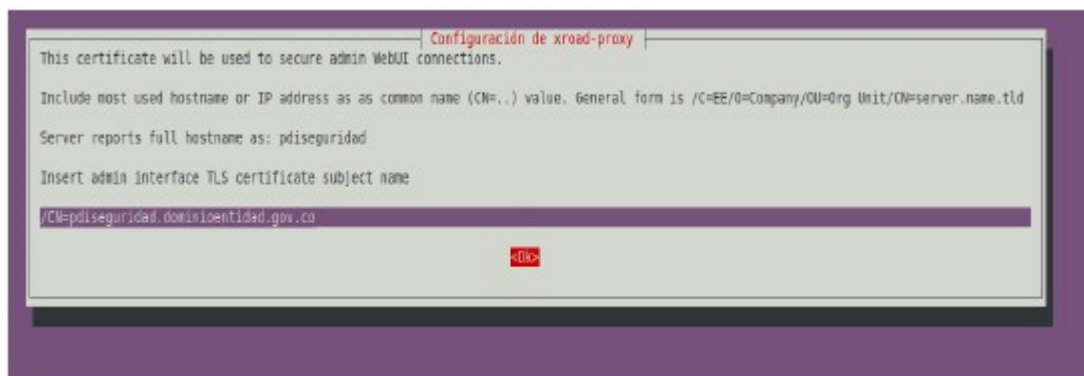 Configuración de xroad-proxy
This certificate will be used to secure admin WebUI connections.
Include most used hostname or IP address as as common name (CN=..) value. General form is /C=EE/O=Company/OU=Org Unit/CN=server.name.tld
Server reports full hostname as: pdiseguridad
Insert admin interface TLS certificate subject name
/CN=pdiseguridad.dominioentidad.gov.co
<Ok>